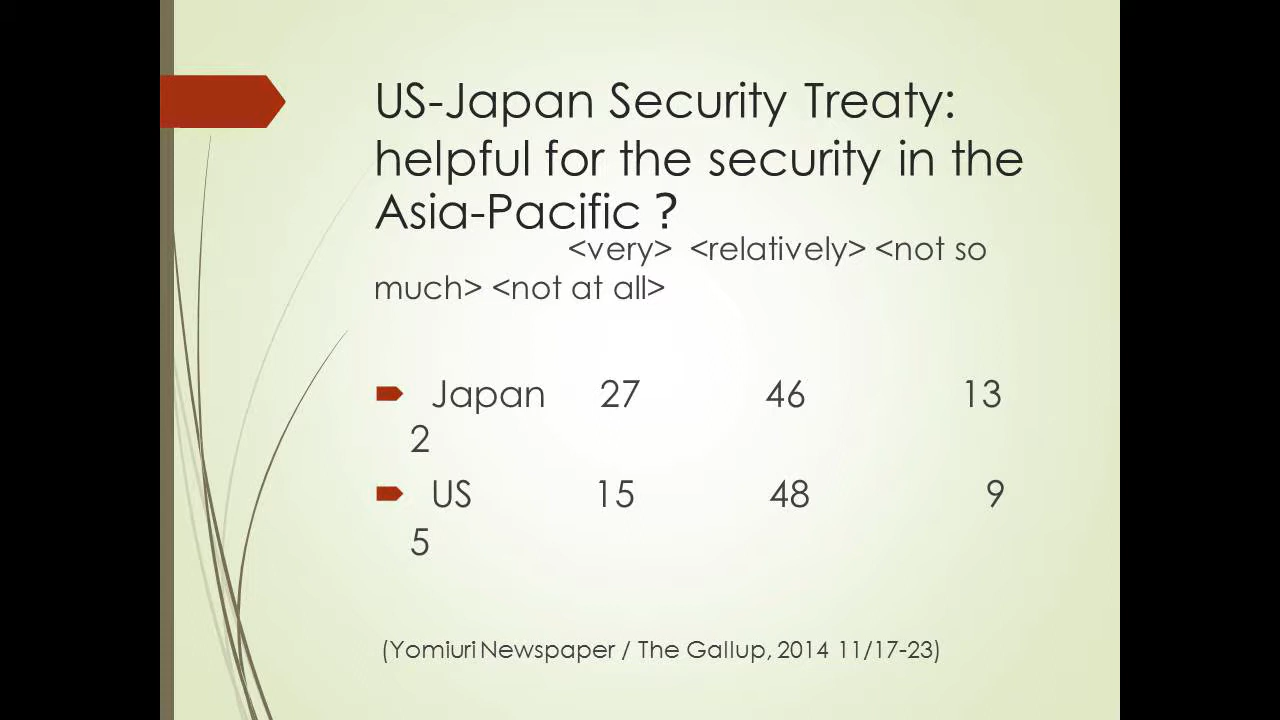 US-Japan Security Treaty:
helpful for the security in the
Asia-Pacific ?
<very> <relatively> <not so
much> <not at all>
Japan 27 46 13
2
US 15 48 9
5
(Yomiuri Newspaper / The Gallup, 2014 11/17-23)